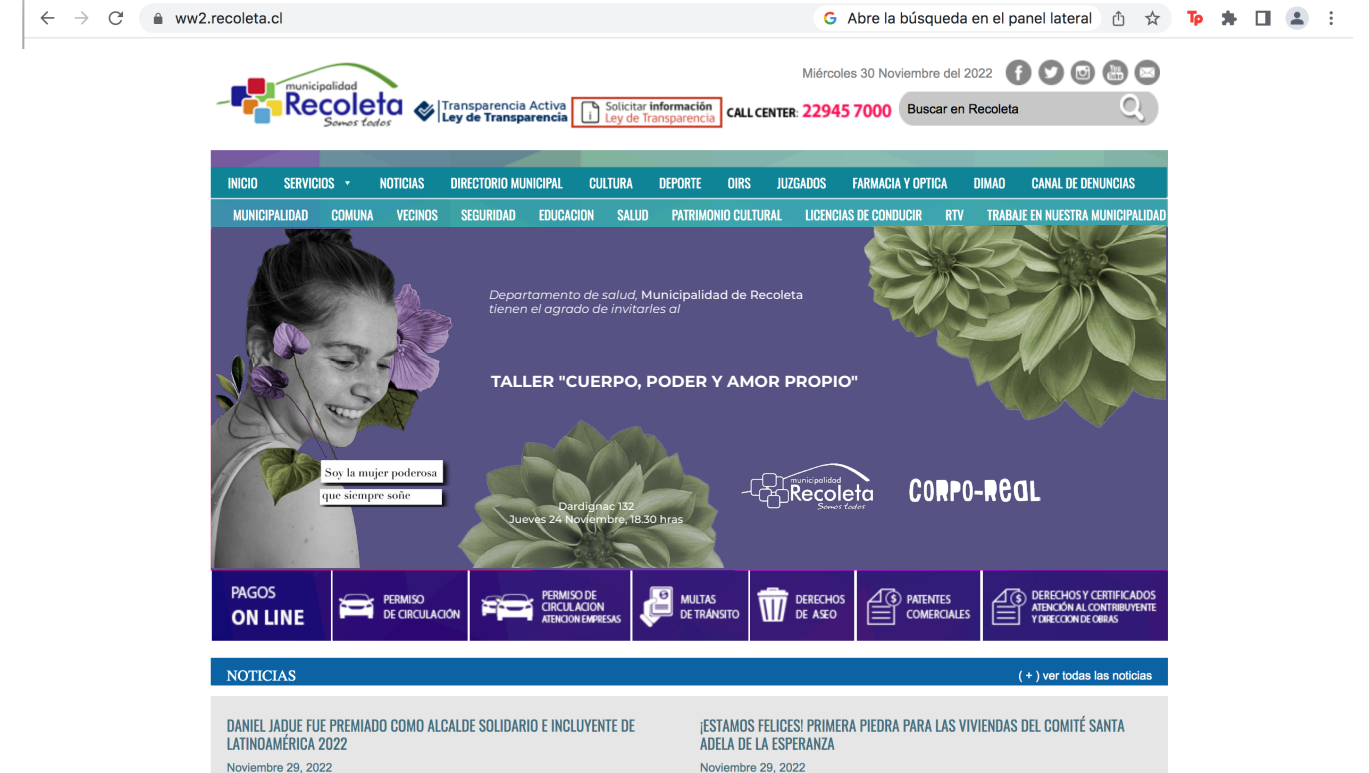 ww2.recoleta.cl
Abre la búsqueda en el panel lateral
Tp
Miércoles 30 Noviembre del 2022
You Tube
municipalidad
Recoleta
Somos todos
Transparencia Activa
Ley de Transparencia
Solicitar información
Ley de Transparencia
CALL CENTER: 22945 7000
Buscar en Recoleta
INICIO SERVICIOS NOTICIAS DIRECTORIO MUNICIPAL CULTURA DEPORTE OIRS JUZGADOS FARMACIA Y OPTICA DIMAO CANAL DE DENUNCIAS
MUNICIPALIDAD COMUNA VECINOS SEGURIDAD EDUCACION SALUD PATRIMONIO CULTURAL LICENCIAS DE CONDUCIR RTV TRABAJE EN NUESTRA MUNICIPALIDAD
Departamento de salud, Municipalidad de Recoleta
tienen el agrado de invitarles al
TALLER "CUERPO, PODER Y AMOR PROPIO"
Soy la mujer poderosa
que siempre soñe
Dardignac 132
Jueves 24 Noviembre, 18.30 hras
municipalidad
Recoleta
Somos todos
CORPO-REAL
PAGOS
ON LINE
PERMISO
DE CIRCULACIÓN
PERMISO DE
CIRCULACION
ATENCION EMPRESAS
MULTAS
DE TRÁNSITO
DERECHOS
DE ASEO
PATENTES
COMERCIALES
DERECHOS Y CERTIFICADOS
ATENCIÓN AL CONTRIBUYENTE
Y DIRECCION DE OBRAS
NOTICIAS
( + ) ver todas las noticias
DANIEL JADUE FUE PREMIADO COMO ALCALDE SOLIDARIO E INCLUYENTE DE
LATINOAMÉRICA 2022
Noviembre 29, 2022
¡ESTAMOS FELICES! PRIMERA PIEDRA PARA LAS VIVIENDAS DEL COMITÉ SANTA
ADELA DE LA ESPERANZA
Noviembre 29, 2022